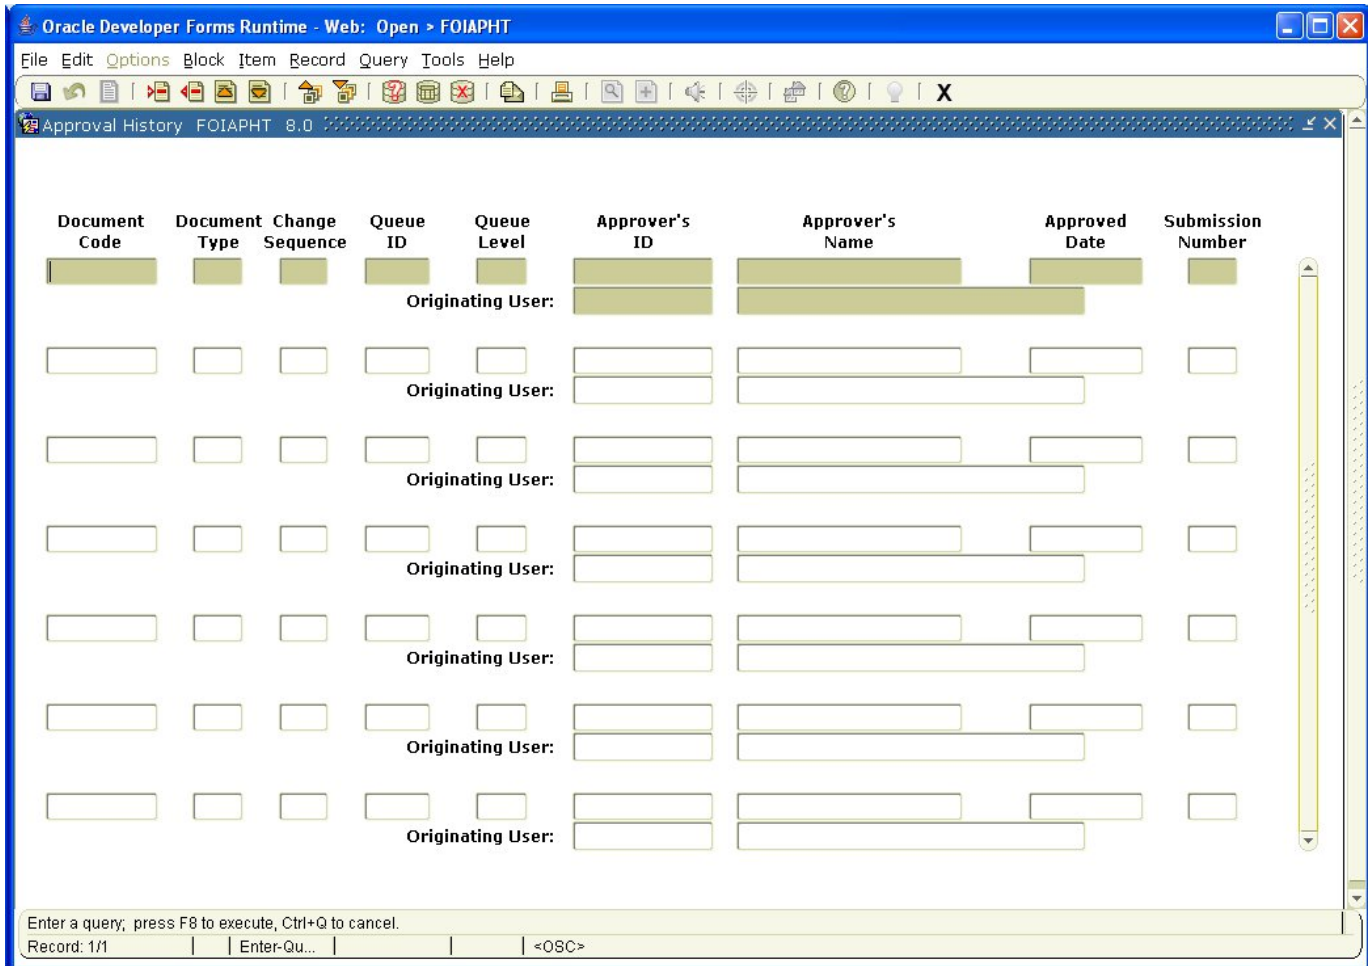 Oracle Developer Forms Runtime - Web:  Open > FOIAPHT
File Edit Options Block Item Record Query Tools Help
X
Approval History  FOIAPHT  8.0
Document Document Change Queue Queue Approver's Approver's Approved Submission
Code Type Sequence ID Level ID Name Date Number
Originating User:
Originating User:
Originating User:
Originating User:
Originating User:
Originating User:
Originating User:
Enter a query;  press F8 to execute, Ctrl+Q to cancel.
Record: 1/1 Enter-Qu... <OSC>